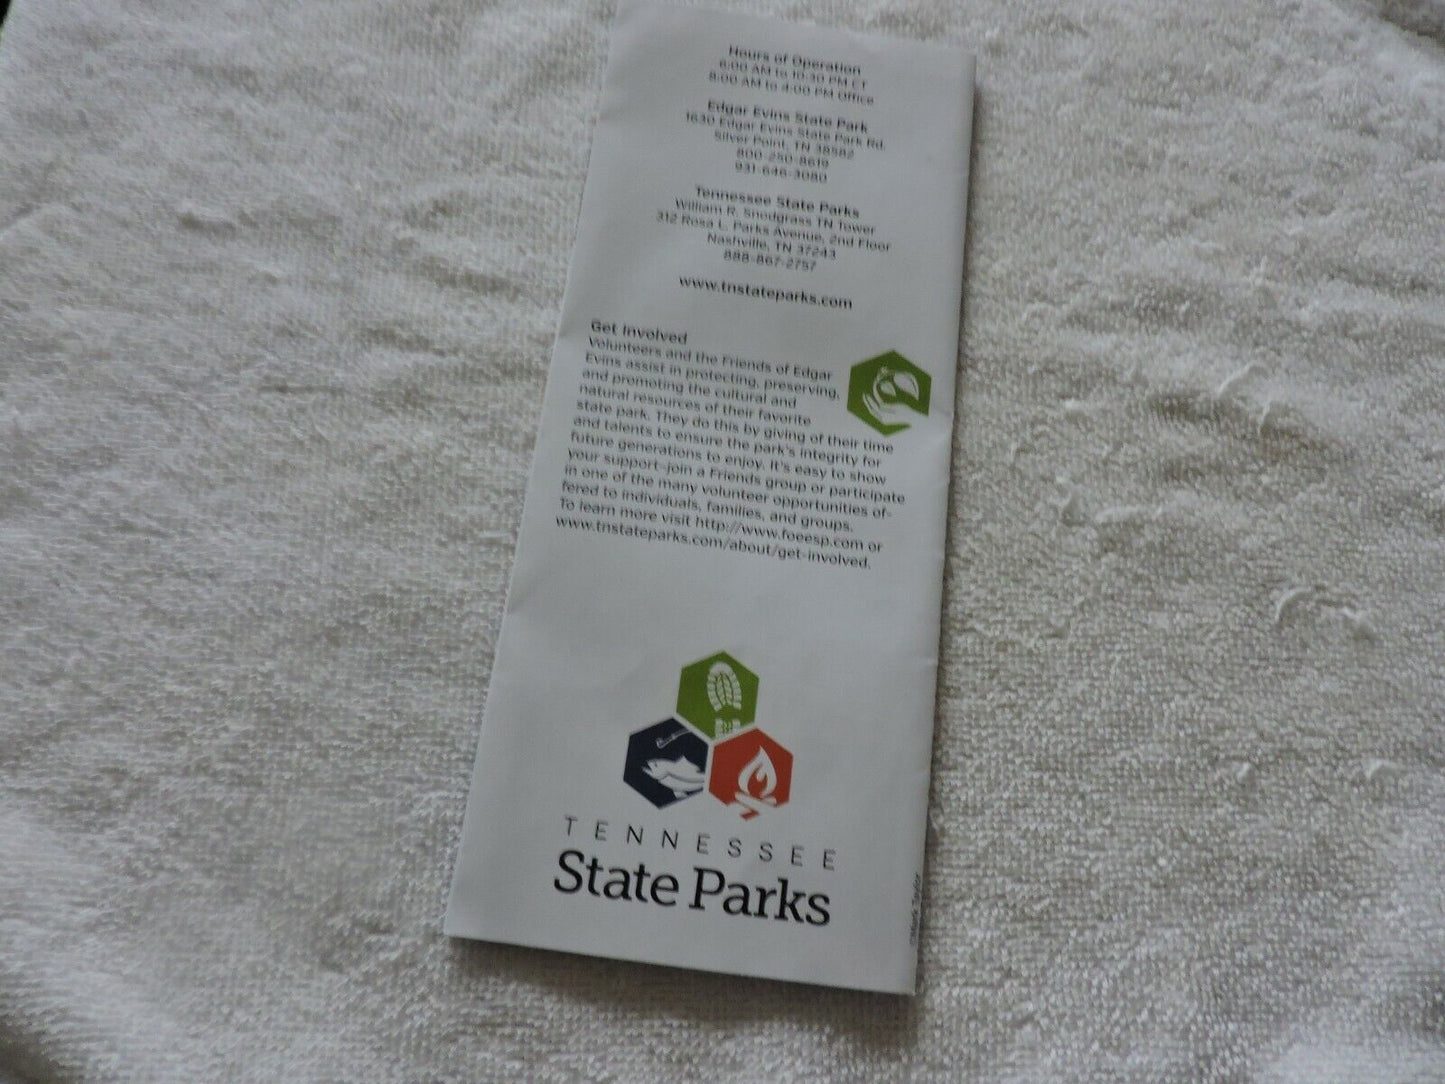 Hours of Operation
6:00 AM to 10:30 PM CT
8:00 AM to 4:00 PM Office
Edgar Evins State Park
1630 Edgar Evins State Park Rd.
Silver Point, TN 38582
800-250-8619
931-646-3080
Tennessee State Parks
William R. Snodgrass TN Tower
312 Rosa L. Parks Avenue, 2nd Floor
Nashville, TN 37243
888-867-2757
www.tnstateparks.com
Get Involved
Volunteers and the Friends of Edgar
Evins assist in protecting, preserving,
and promoting the cultural and
natural resources of their favorite
state park. They do this by giving of their time
and talents to ensure the park's integrity for
future generations to enjoy. It's easy to show
your support-join a Friends group or participate
in one of the many volunteer opportunities of-
fered to individuals, families, and groups.
To learn more visit http://www.foeesp.com or
www.tnstateparks.com/about/get-involved.
TENNESSEE
State Parks